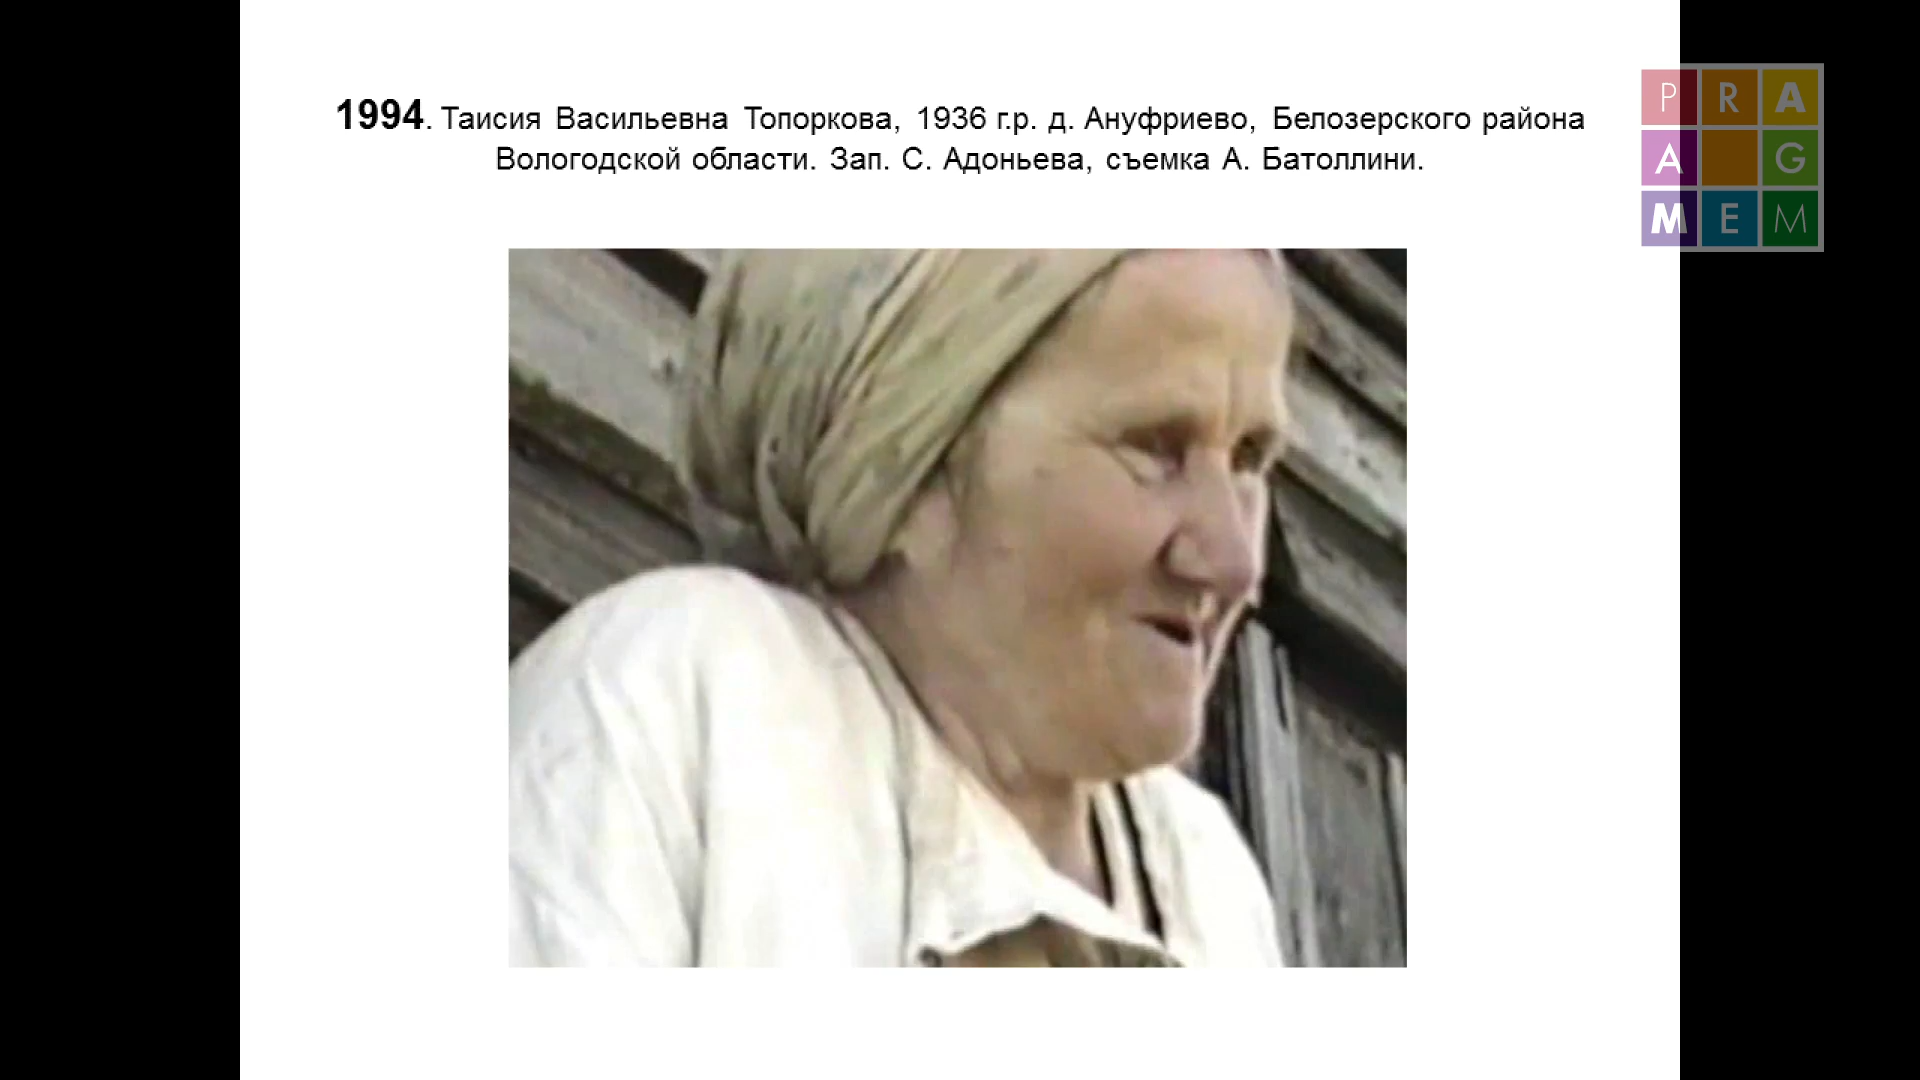 1994. Таисия Васильевна Топоркова, 1936 г.р. д. Ануфриево, Белозерского района
Вологодской области. Зап. С. Адоньева, съемка А. Батоллини.
P R A
A G
M E M